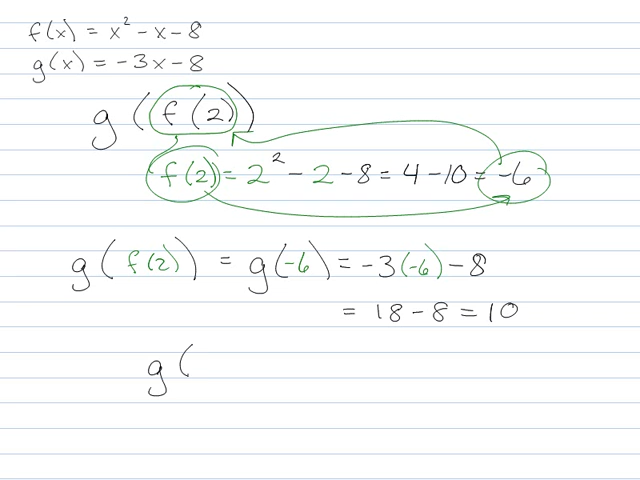 f(x) = x² - x - 8
g(x) = -3x - 8
g(f(2))
f(2) = 2² - 2 - 8 = 4 - 10 = -6
g(f(2)) = g(-6) = -3(-6) - 8
= 18 - 8 = 10
g(